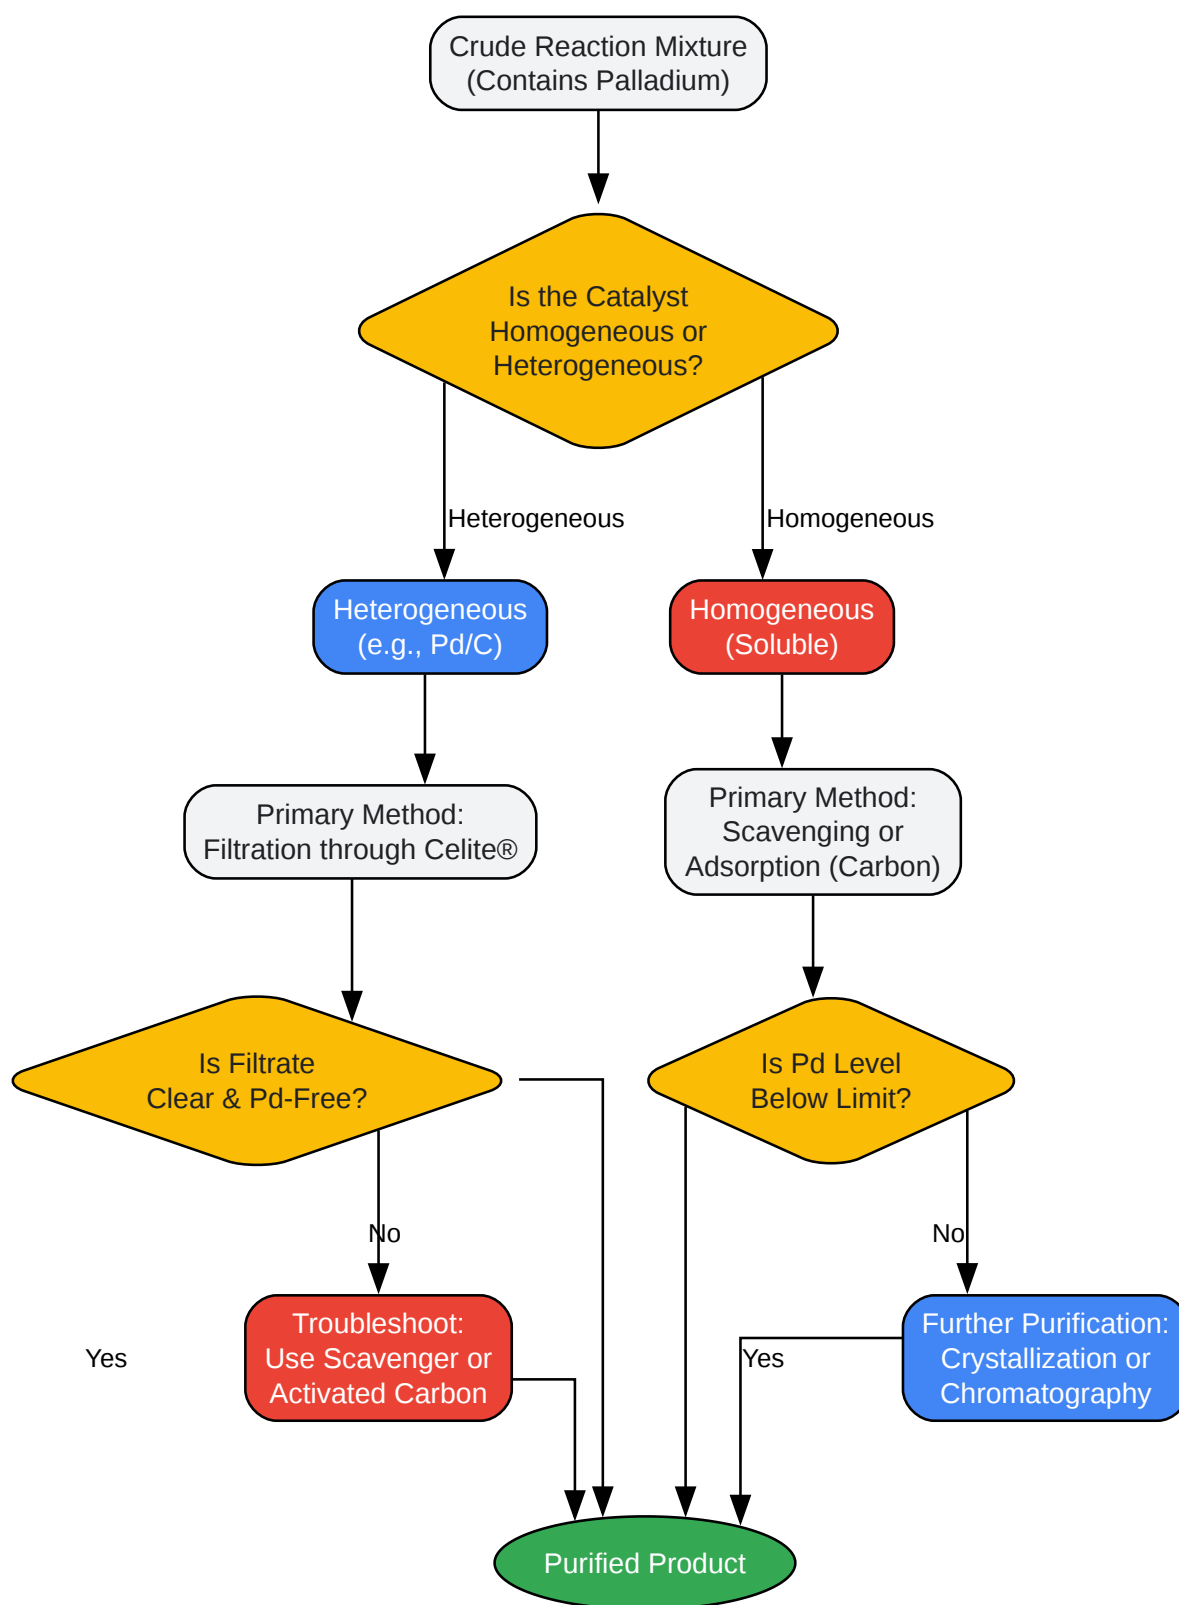 Crude Reaction Mixture
(Contains Palladium)
Is the Catalyst
Homogeneous or
Heterogeneous?
Heterogeneous
Homogeneous
Heterogeneous
(e.g., Pd/C)
Homogeneous
(Soluble)
Primary Method:
Filtration through Celite®
Primary Method:
Scavenging or
Adsorption (Carbon)
Is Filtrate
Clear & Pd-Free?
Is Pd Level
Below Limit?
No
No
Troubleshoot:
Use Scavenger or
Activated Carbon
Further Purification:
Crystallization or
Chromatography
Yes
Yes
Purified Product